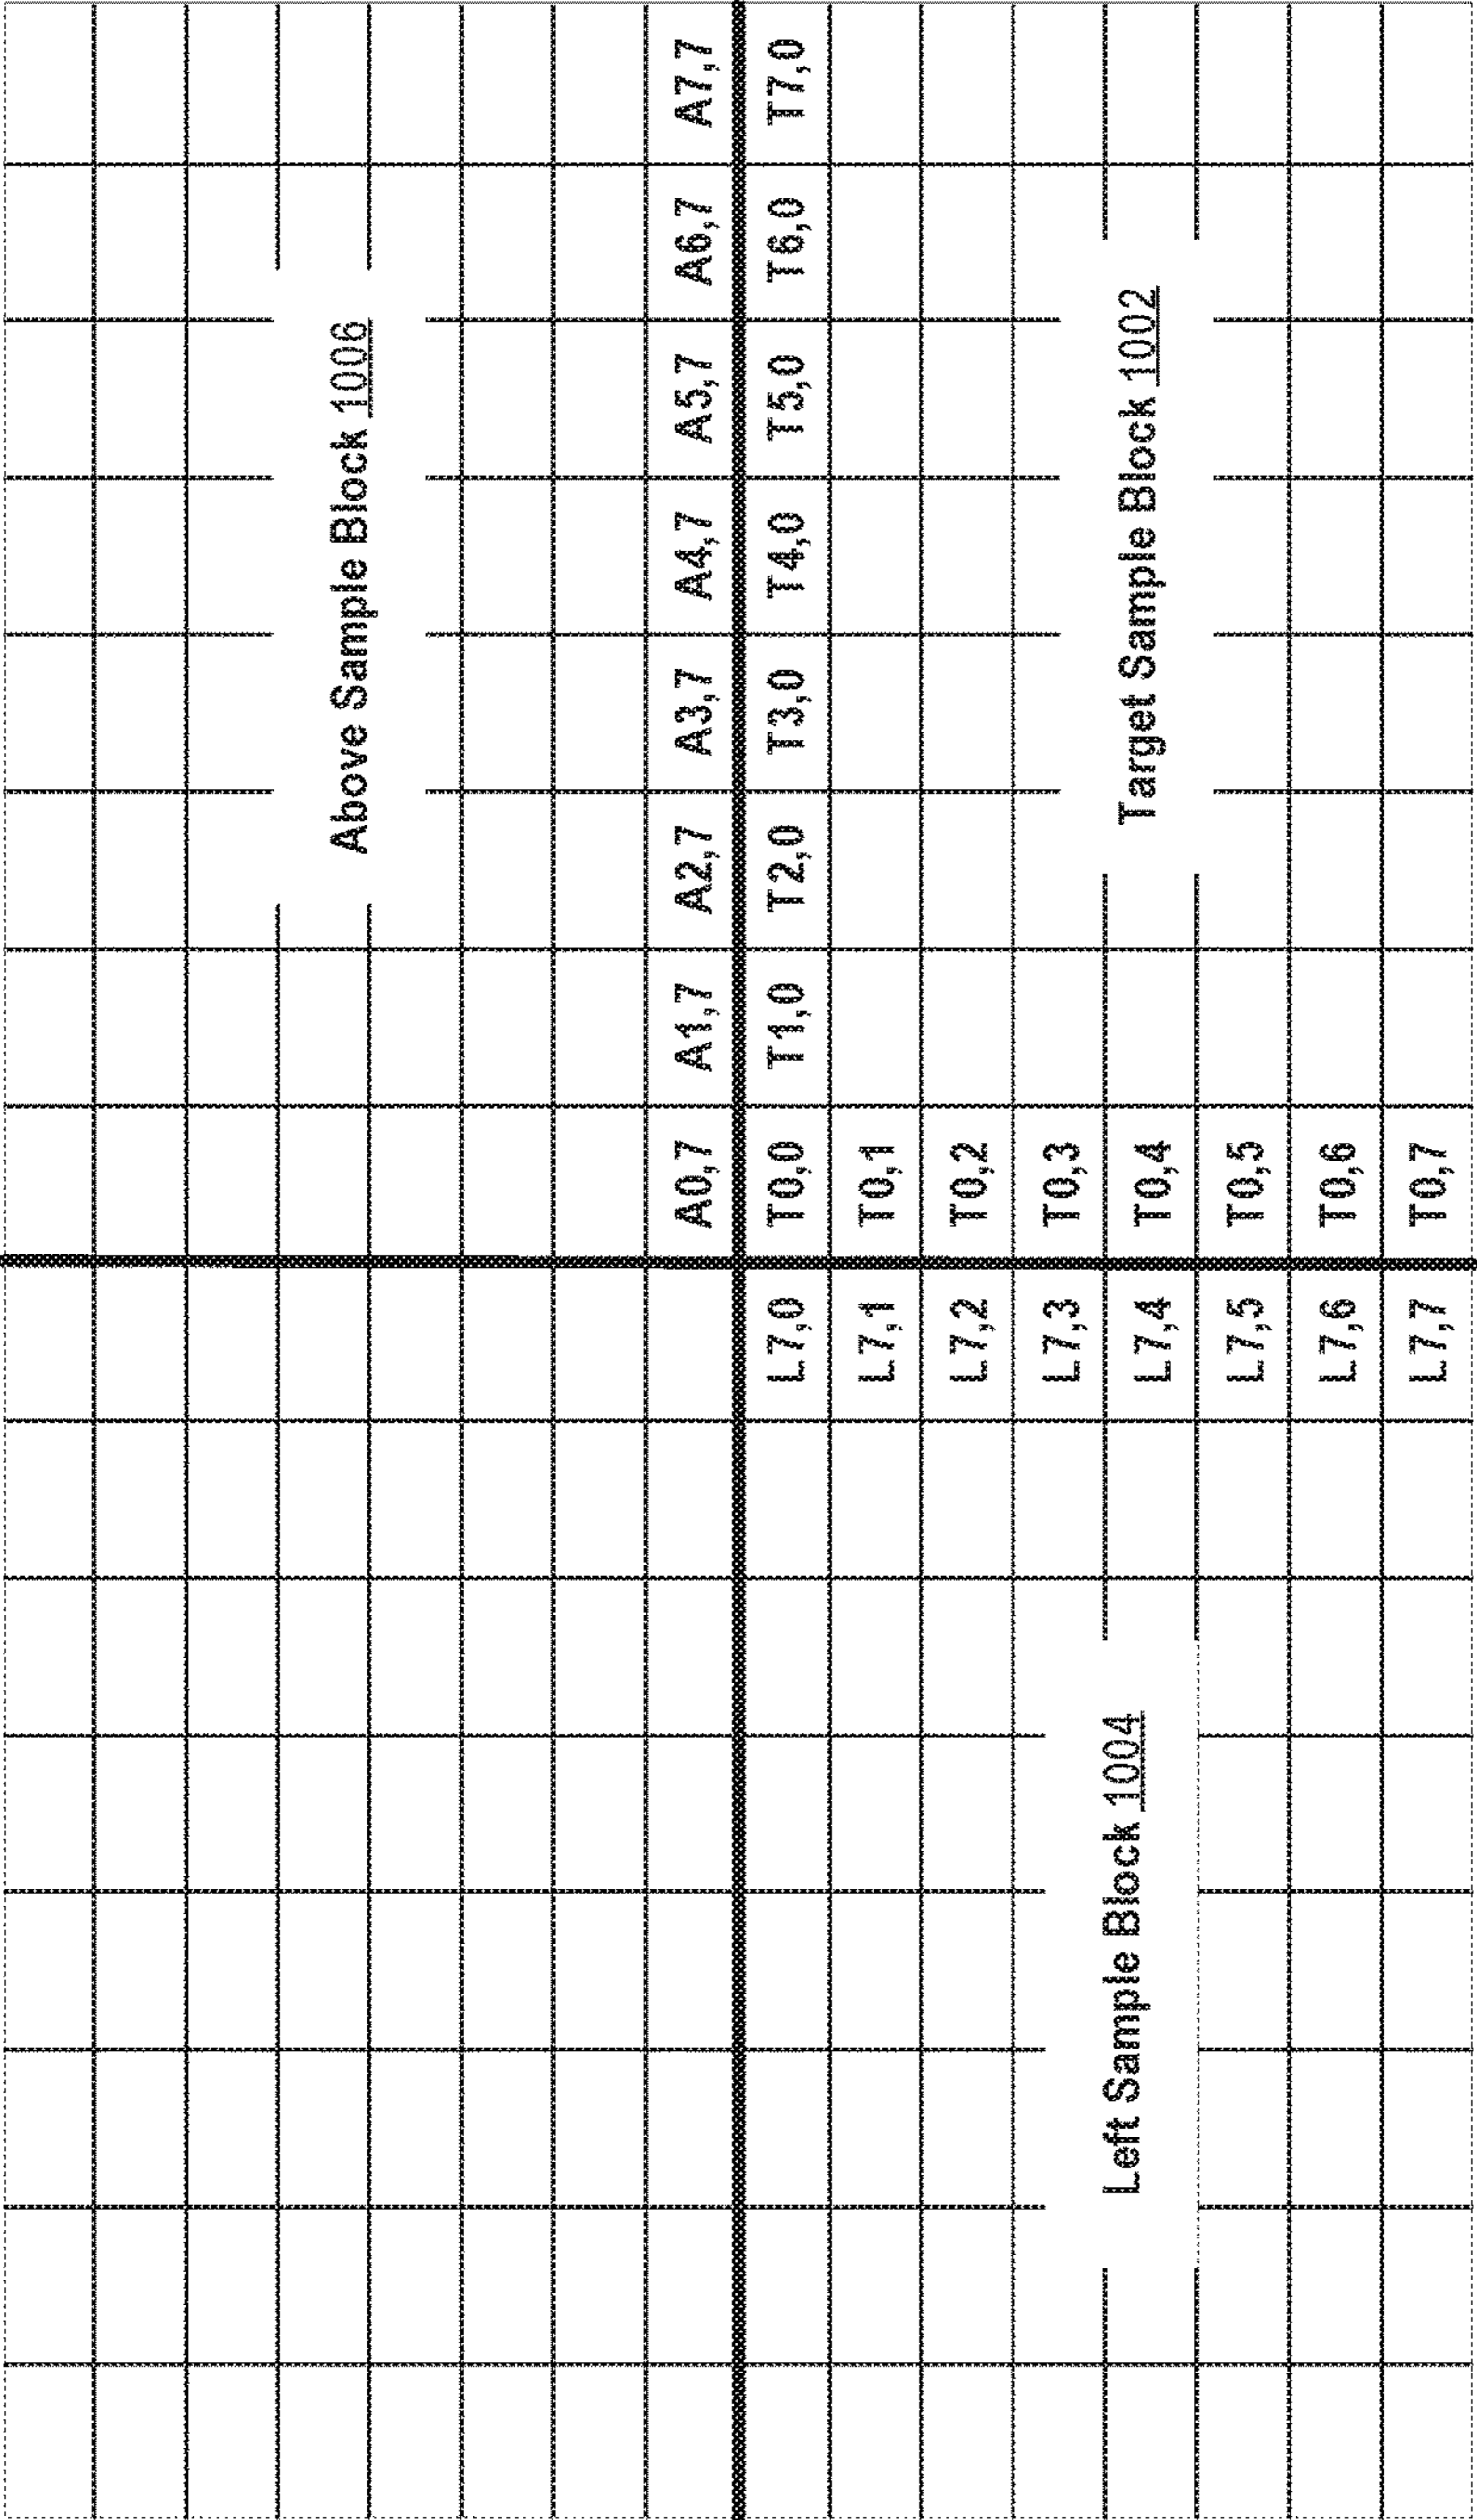 Above Sample Block 1006
A0,7 A1,7 A2,7 A3,7 A4,7 A5,7 A6,7 A7,7
L7,0 T0,0 T1,0 T2,0 T3,0 T4,0 T5,0 T6,0 T7,0
L7,1 T0,1
L7,2 T0,2
L7,3 T0,3
Left Sample Block 1004
L7,4 T0,4
Target Sample Block 1002
L7,5 T0,5
L7,6 T0,6
L7,7 T0,7